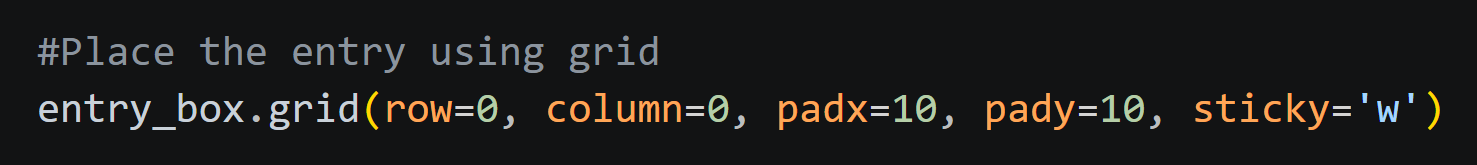 #Place the entry using grid
entry_box.grid(row=0, column=0, padx=10, pady=10, sticky='w')